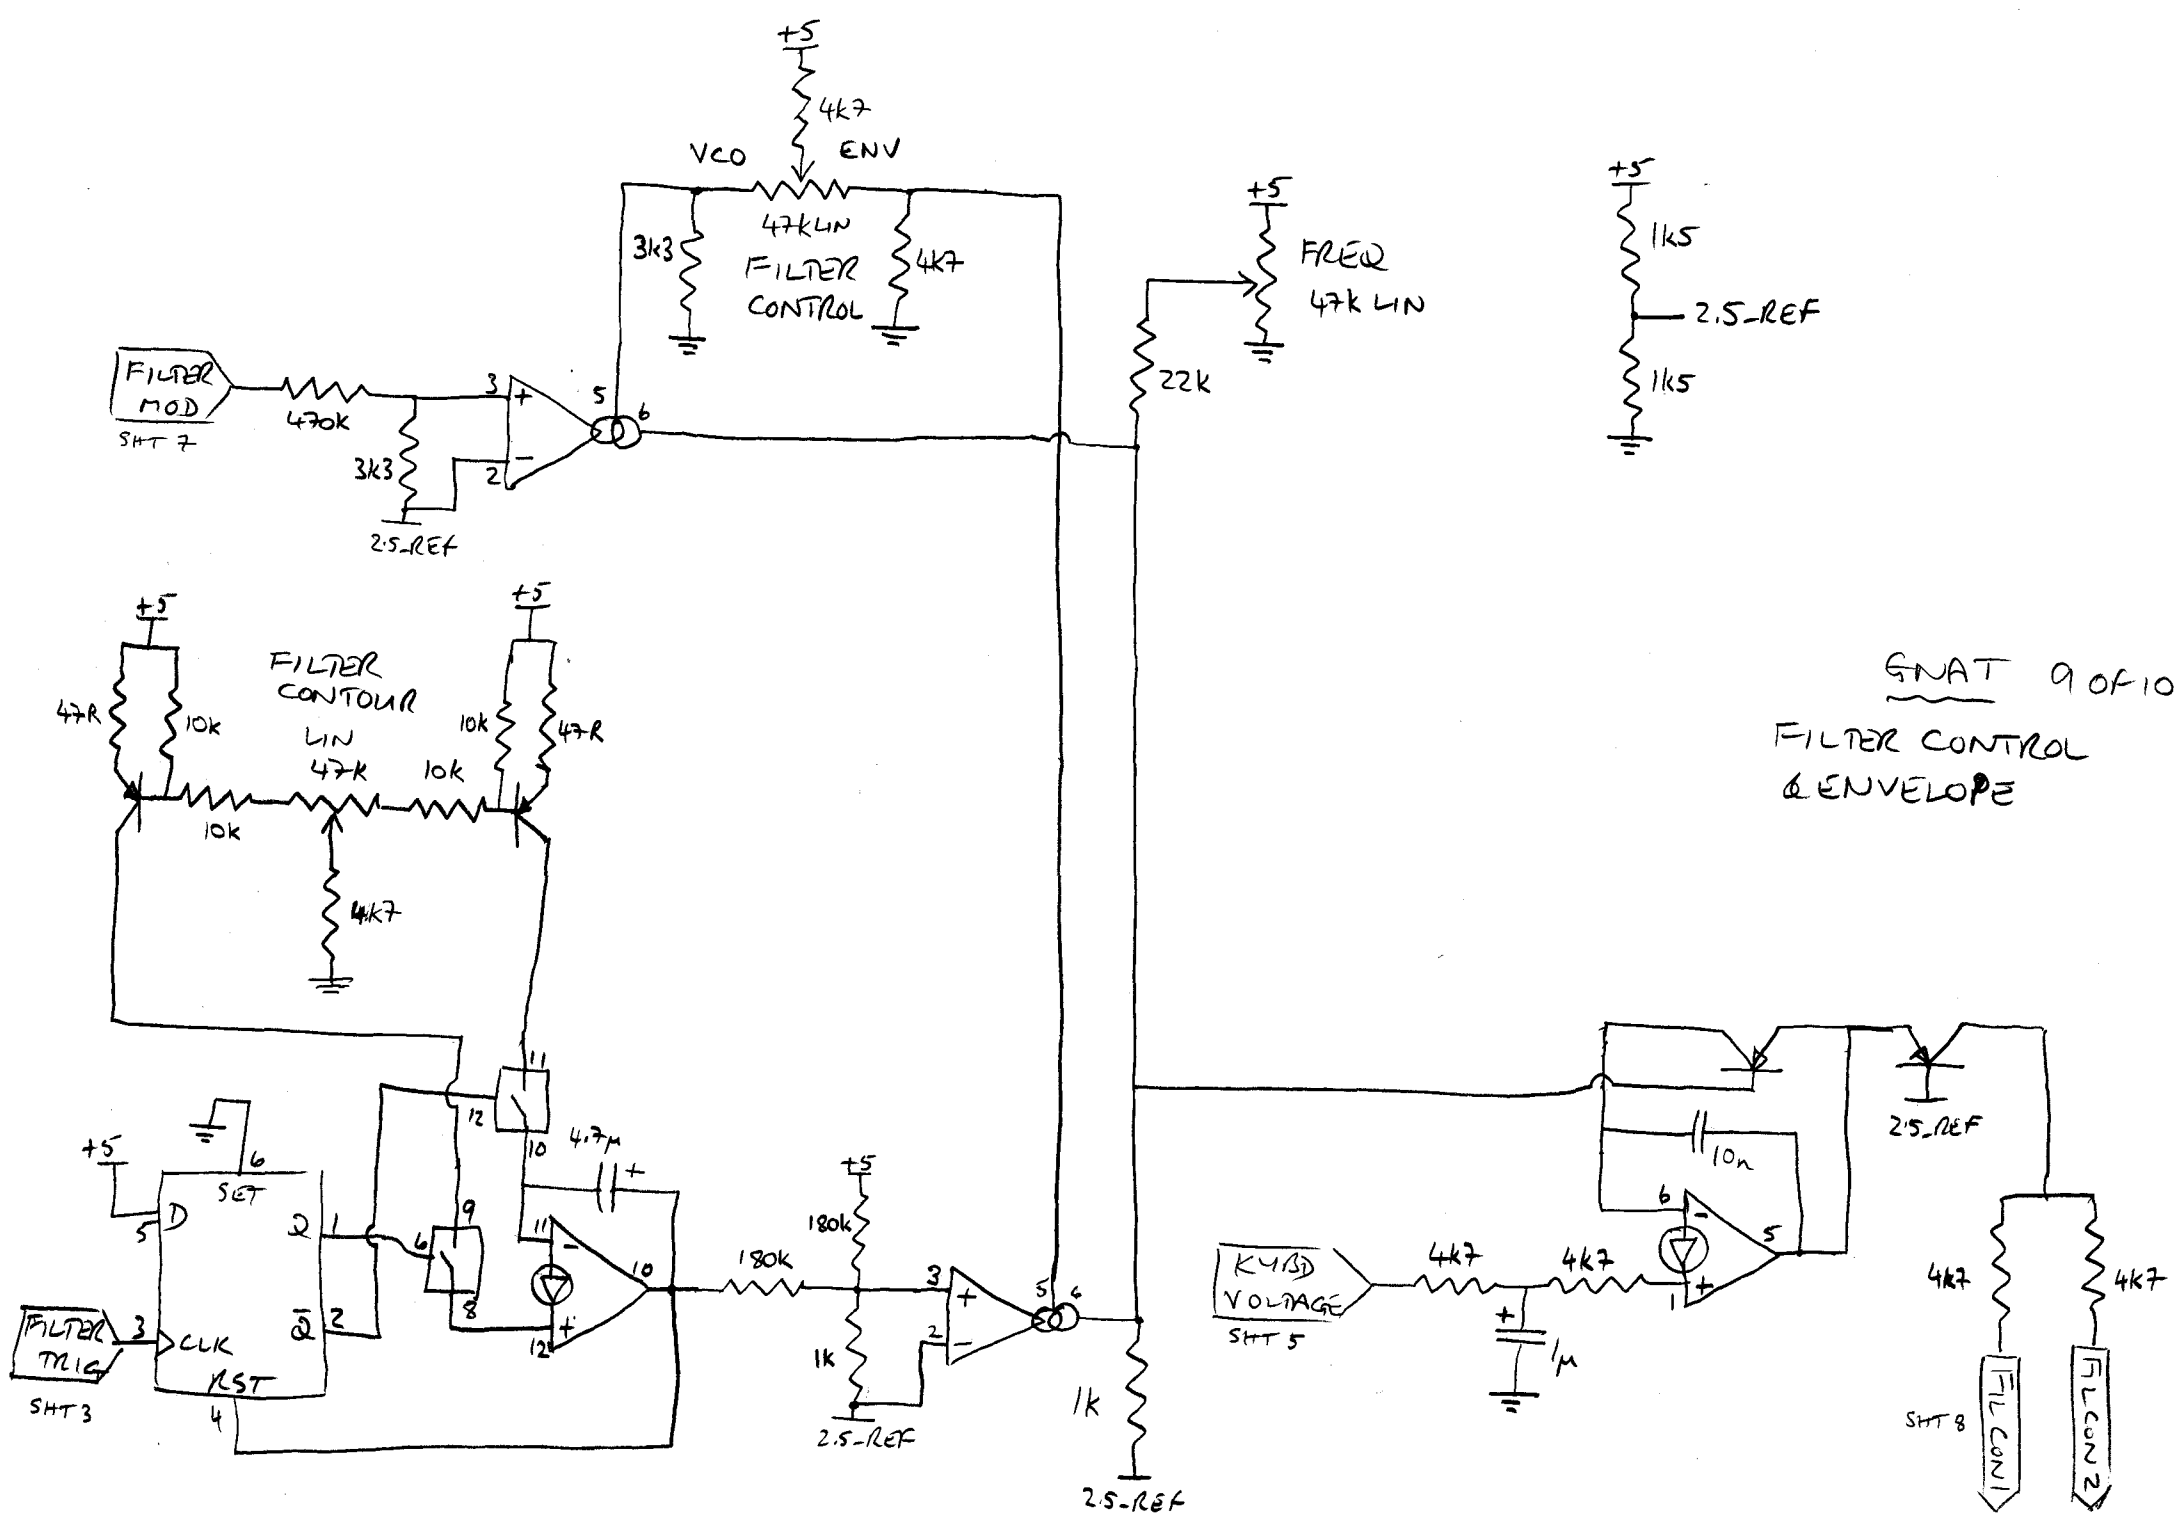 +5
4k7
VCO
ENV
47k LIN
FILTER
CONTROL
3k3
4k7
+5
FREQ
47k LIN
22k
+5
1k5
2.5_REF
1k5
FILTER
MOD
SHT 7
470k
3k3
3
+
2
−
5
6
2.5_REF
+5
47R
10k
FILTER
CONTOUR
LIN
47k
10k
10k
+5
10k
47R
4k7
GNAT 9 OF 10
FILTER CONTROL
& ENVELOPE
11
12
10
4.7µ
+
+5
6
SET
D
5
Q
1
Q̄
2
3
CLK
RST
4
FILTER
TRIG
SHT 3
9
6
8
11
−
10
+
12
180k
+5
180k
1k
3
+
2
−
5
6
2.5_REF
1k
2.5_REF
2.5_REF
10n
6
−
5
+
1
KYBD
VOLTAGE
SHT 5
4k7
4k7
+
1µ
4k7
4k7
SHT 8
FILCON1
FILCON2